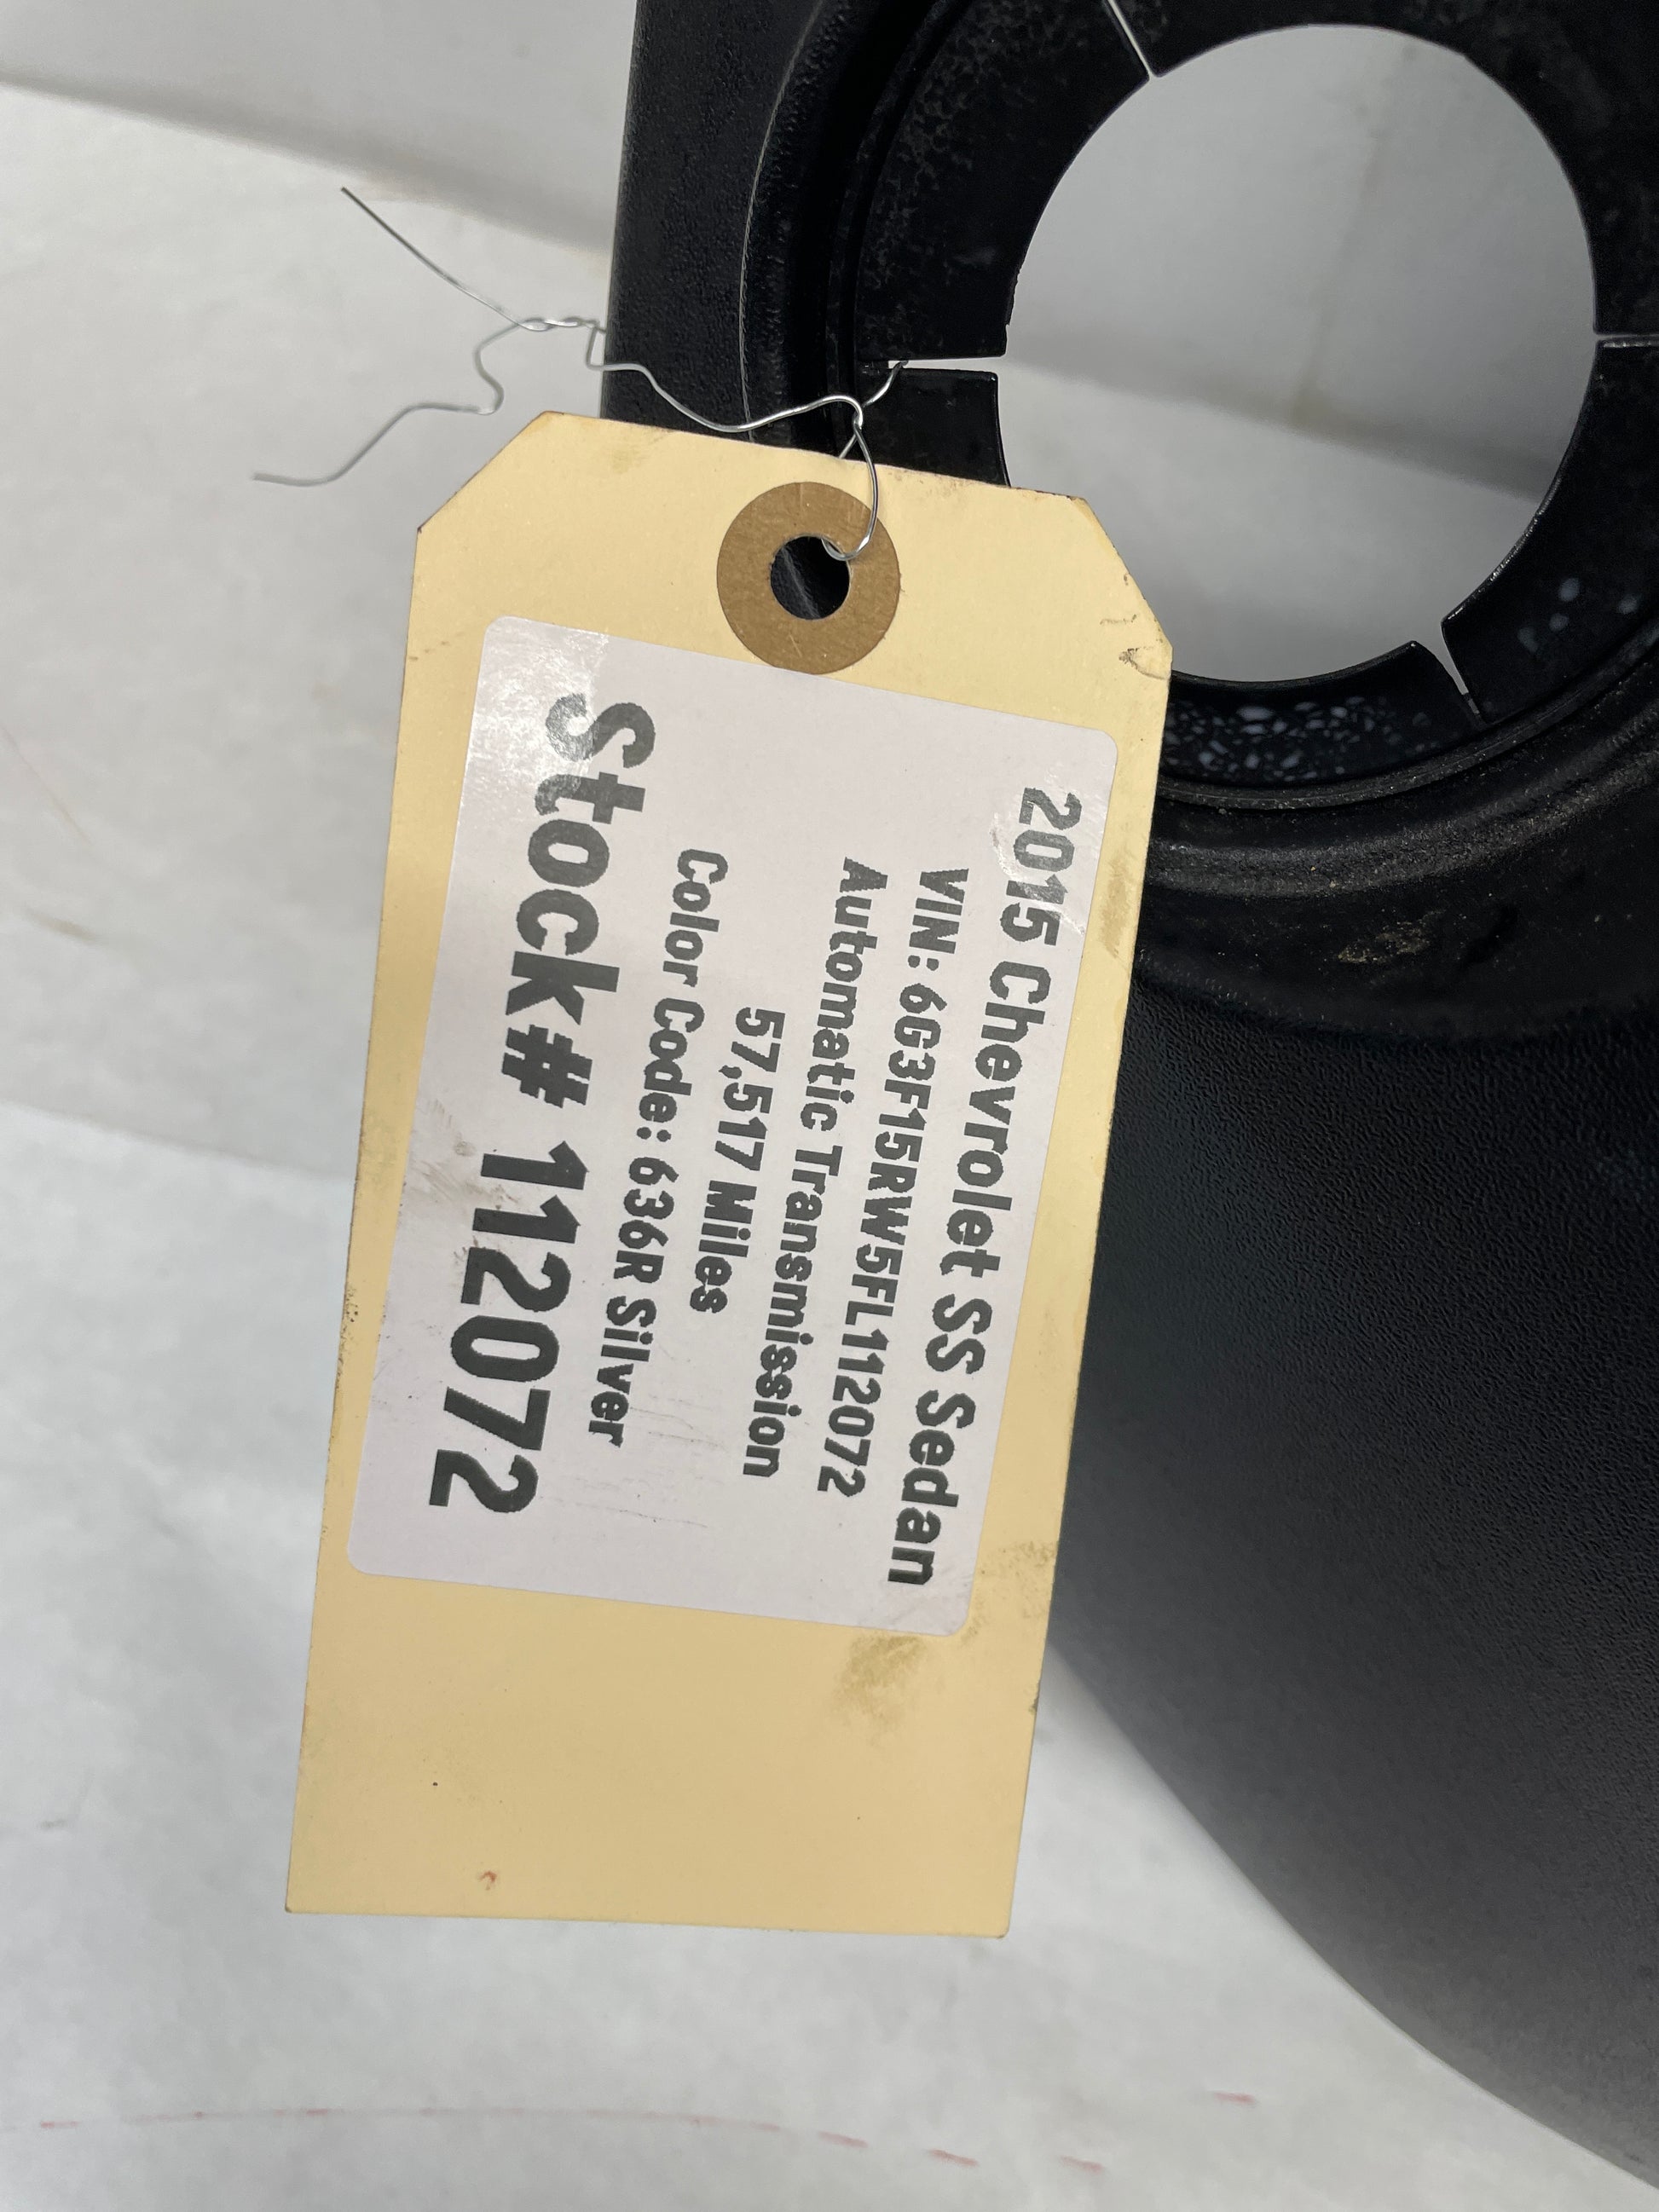 2015 Chevrolet SS Sedan
VIN: 6G3F15RW5FL112072
Automatic Transmission
57,517 Miles
Color Code: 636R Silver
Stock# 112072